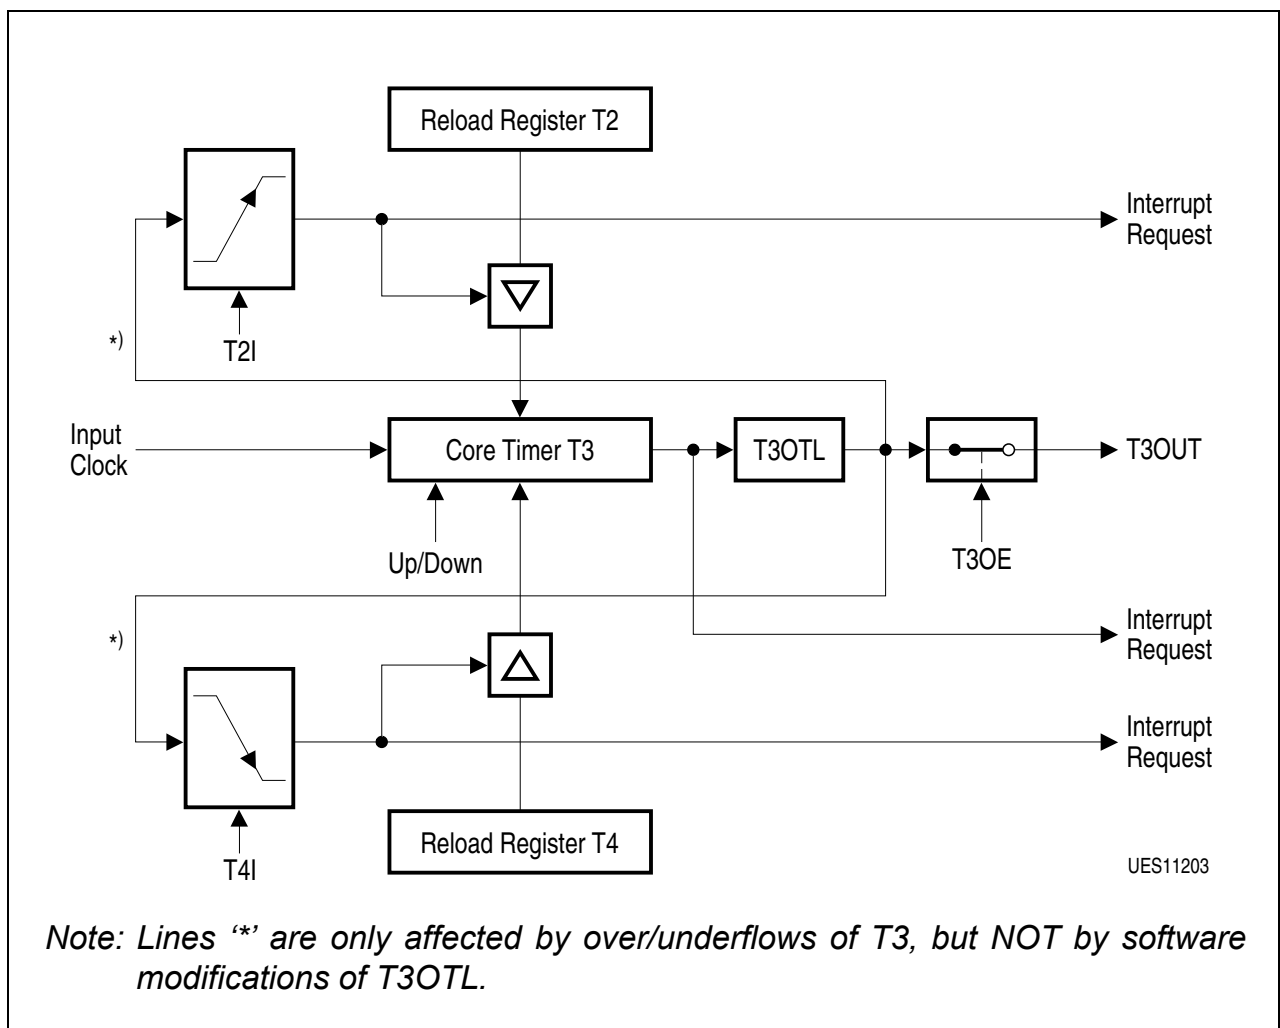 Reload Register T2
Interrupt
Request
*)
T2I
Input
Clock
Core Timer T3
T3OTL
T3OUT
Up/Down
T3OE
*)
Interrupt
Request
Interrupt
Request
Reload Register T4
T4I
UES11203
Note: Lines ‘*’ are only affected by over/underflows of T3, but NOT by software
modifications of T3OTL.